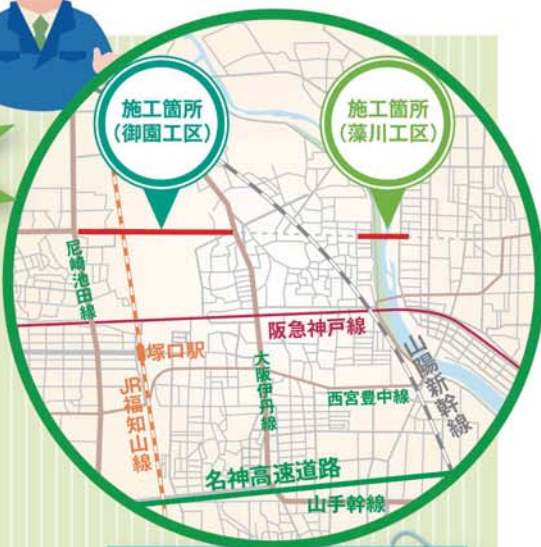 施工箇所
（御園工区）
施工箇所
（藻川工区）
尼崎池田線
阪急神戸線
塚口駅
JR福知山線
大阪伊丹線
山陽新幹線
西宮豊中線
名神高速道路
山手幹線